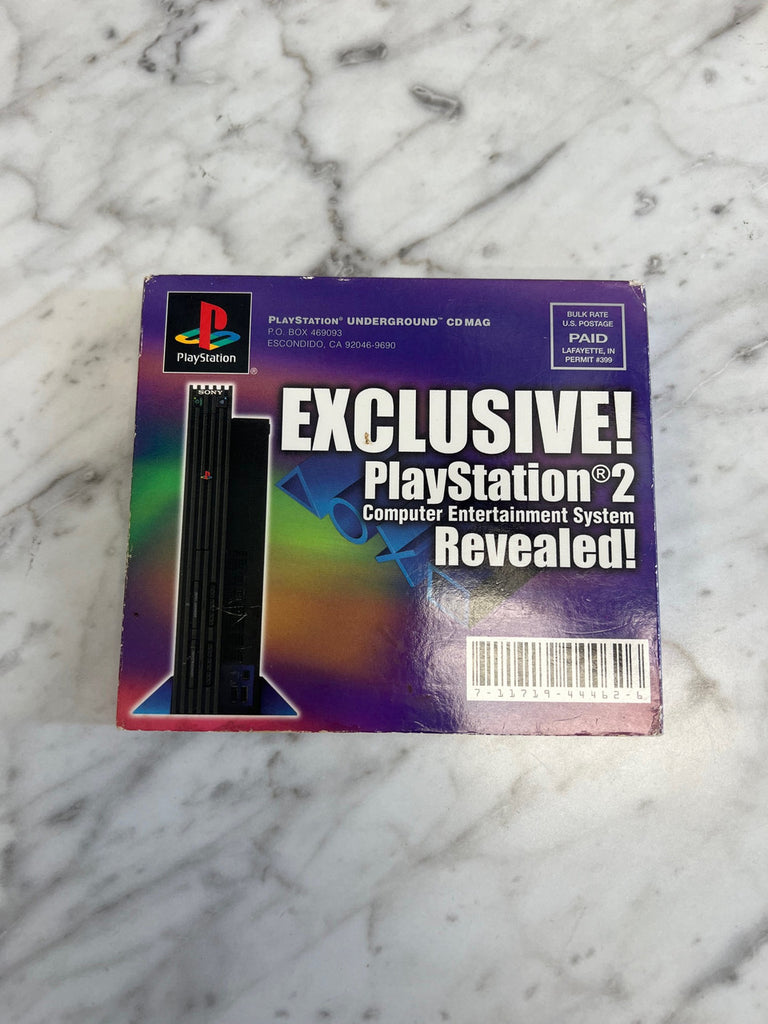 PlayStation
®
PLAYSTATION® UNDERGROUND™ CD MAG
P.O. BOX 469093
ESCONDIDO, CA 92046-9690
BULK RATE
U.S. POSTAGE
PAID
LAFAYETTE, IN
PERMIT #399
SONY
EXCLUSIVE!
PlayStation®2
Computer Entertainment System
Revealed!
7-11719-44462-6